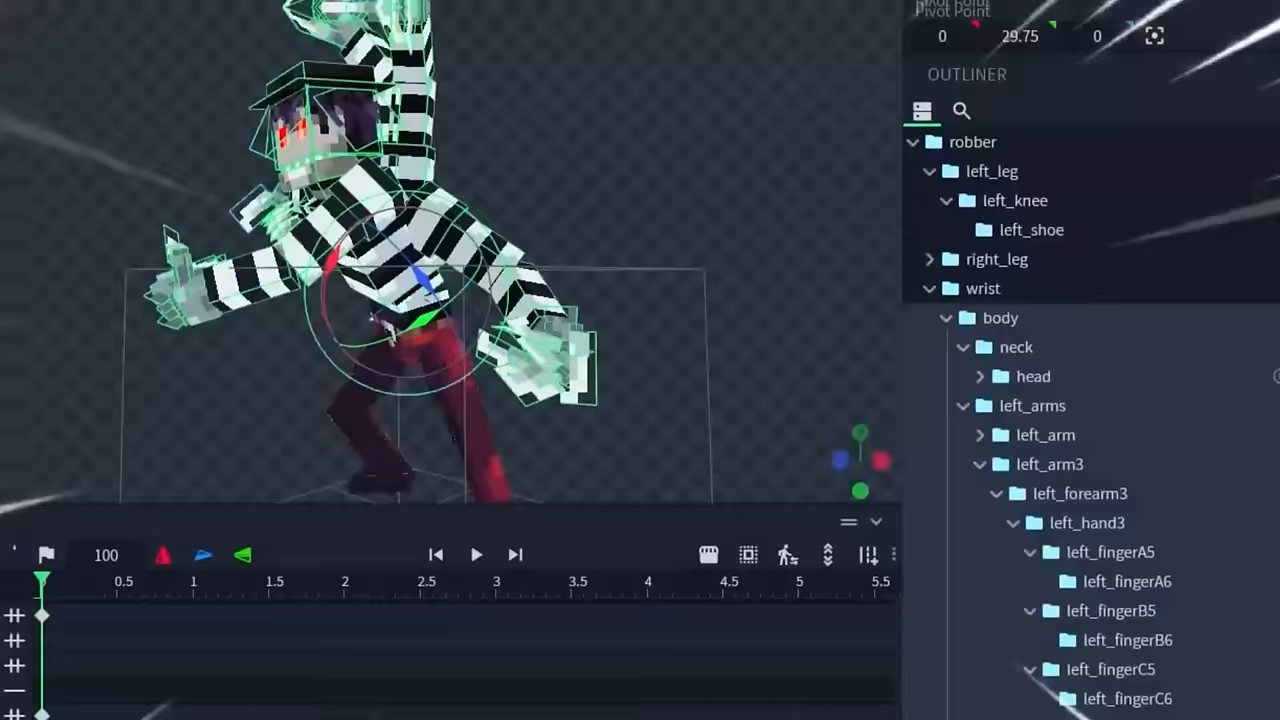 Pivot Point
0 29.75 0
OUTLINER
robber
left_leg
left_knee
left_shoe
right_leg
wrist
body
neck
head
left_arms
left_arm
left_arm3
left_forearm3
left_hand3
left_fingerA5
left_fingerA6
left_fingerB5
left_fingerB6
left_fingerC5
left_fingerC6
100
0 0.5 1 1.5 2 2.5 3 3.5 4 4.5 5 5.5